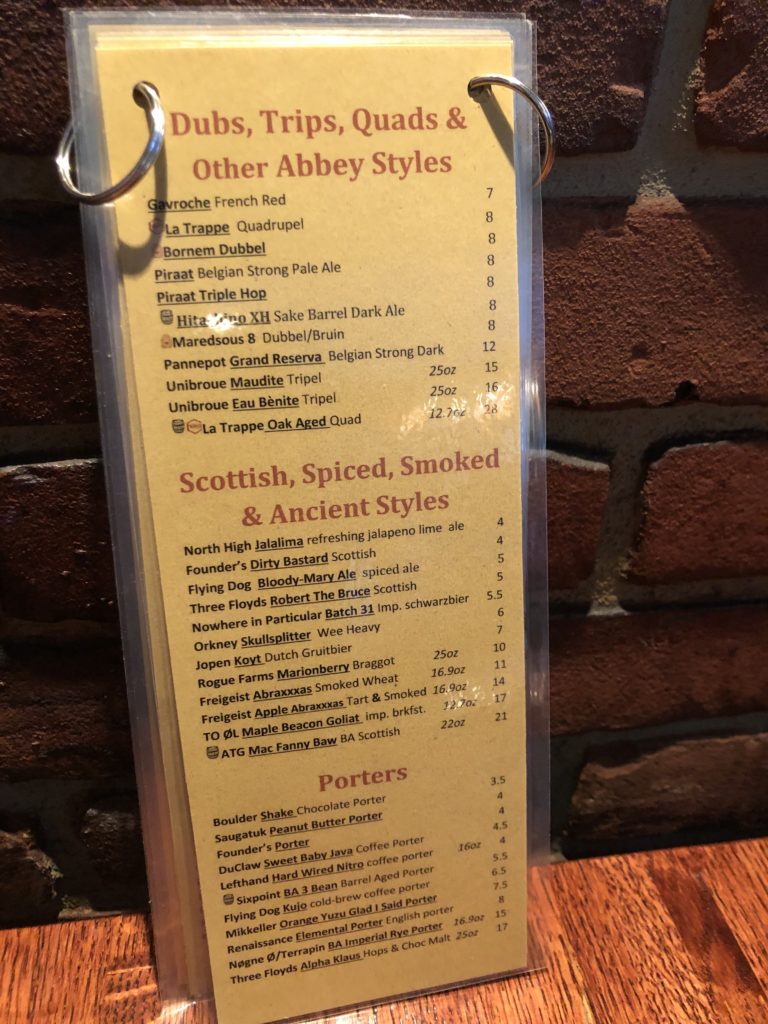 Dubs, Trips, Quads &
Other Abbey Styles
Gavroche French Red 7
La Trappe Quadrupel 8
Bornem Dubbel 8
Piraat Belgian Strong Pale Ale 8
Piraat Triple Hop 8
Hitachino XH Sake Barrel Dark Ale 8
Maredsous 8 Dubbel/Bruin 8
Pannepot Grand Reserva Belgian Strong Dark 12
Unibroue Maudite Tripel 25oz 15
Unibroue Eau Bènite Tripel 25oz 16
La Trappe Oak Aged Quad 12.7oz 28
Scottish, Spiced, Smoked
& Ancient Styles
North High Jalalima refreshing jalapeno lime ale 4
Founder's Dirty Bastard Scottish 4
Flying Dog Bloody-Mary Ale spiced ale 5
Three Floyds Robert The Bruce Scottish 5
Nowhere in Particular Batch 31 Imp. schwarzbier 5.5
Orkney Skullsplitter Wee Heavy 6
Jopen Koyt Dutch Gruitbier 7
Rogue Farms Marionberry Braggot 25oz 10
Freigeist Abraxxxas Smoked Wheat 16.9oz 11
Freigeist Apple Abraxxxas Tart & Smoked 16.9oz 14
TO ØL Maple Beacon Goliat imp. brkfst. 12.7oz 17
ATG Mac Fanny Baw BA Scottish 22oz 21
Porters
Boulder Shake Chocolate Porter 3.5
Saugatuk Peanut Butter Porter 4
Founder's Porter 4
DuClaw Sweet Baby Java Coffee Porter 4.5
Lefthand Hard Wired Nitro coffee porter 16oz 4
Sixpoint BA 3 Bean Barrel Aged Porter 5.5
Flying Dog Kujo cold-brew coffee porter 6.5
Mikkeller Orange Yuzu Glad I Said Porter 7.5
Renaissance Elemental Porter English porter 8
Nøgne Ø/Terrapin BA Imperial Rye Porter 16.9oz 15
Three Floyds Alpha Klaus Hops & Choc Malt 25oz 17